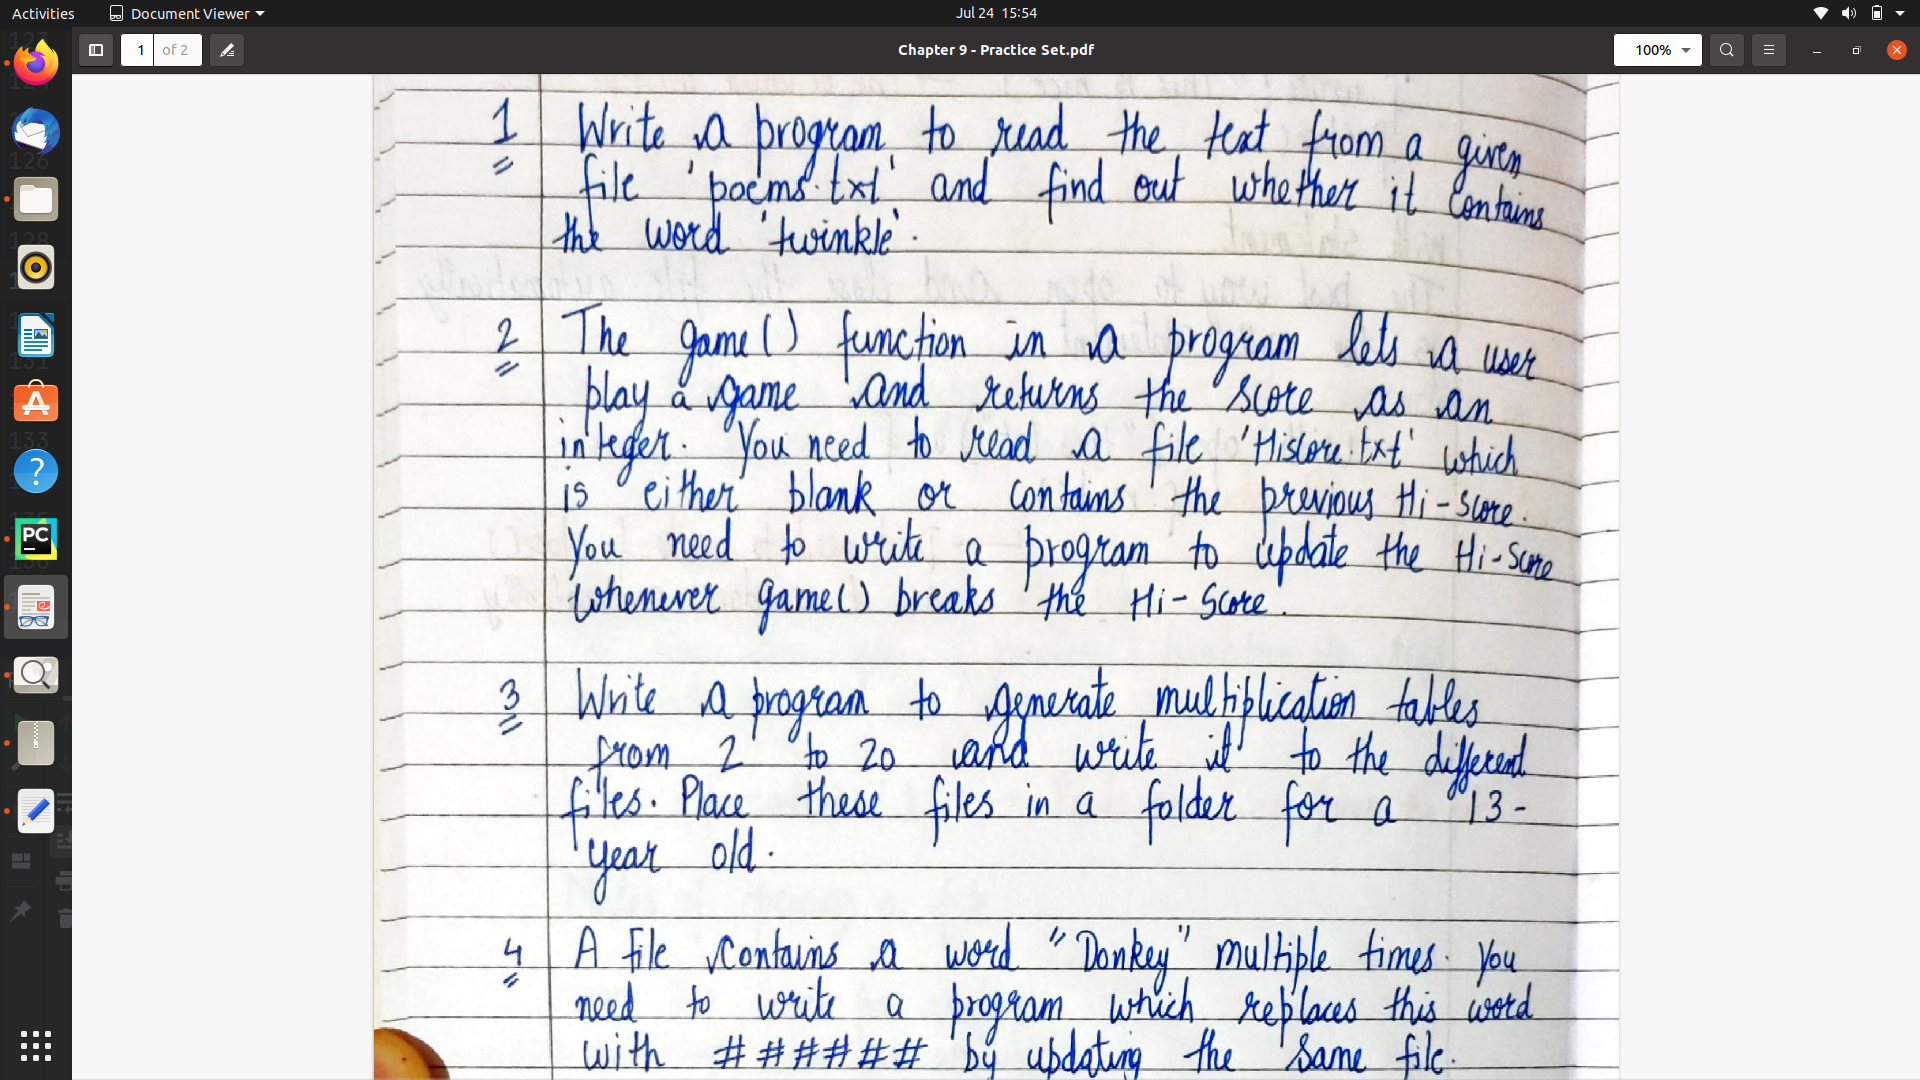 Activities Document Viewer Jul 24 15:54
1 of 2 Chapter 9 - Practice Set.pdf 100%
1 Write a program to read the text from a given
file 'poems.txt' and find out whether it contains
the word 'twinkle'.
2 The game() function in a program lets a user
play a game and returns the score as an
integer. You need to read a file 'Hiscore.txt' which
is either blank or contains the previous Hi-Score.
You need to write a program to update the Hi-Score
whenever game() breaks the Hi-Score.
3 Write a program to generate multiplication tables
from 2 to 20 and write it to the different
files. Place these files in a folder for a 13-
year old.
4 A file contains a word "Donkey" multiple times. You
need to write a program which replaces this word
with ###### by updating the same file.
PC